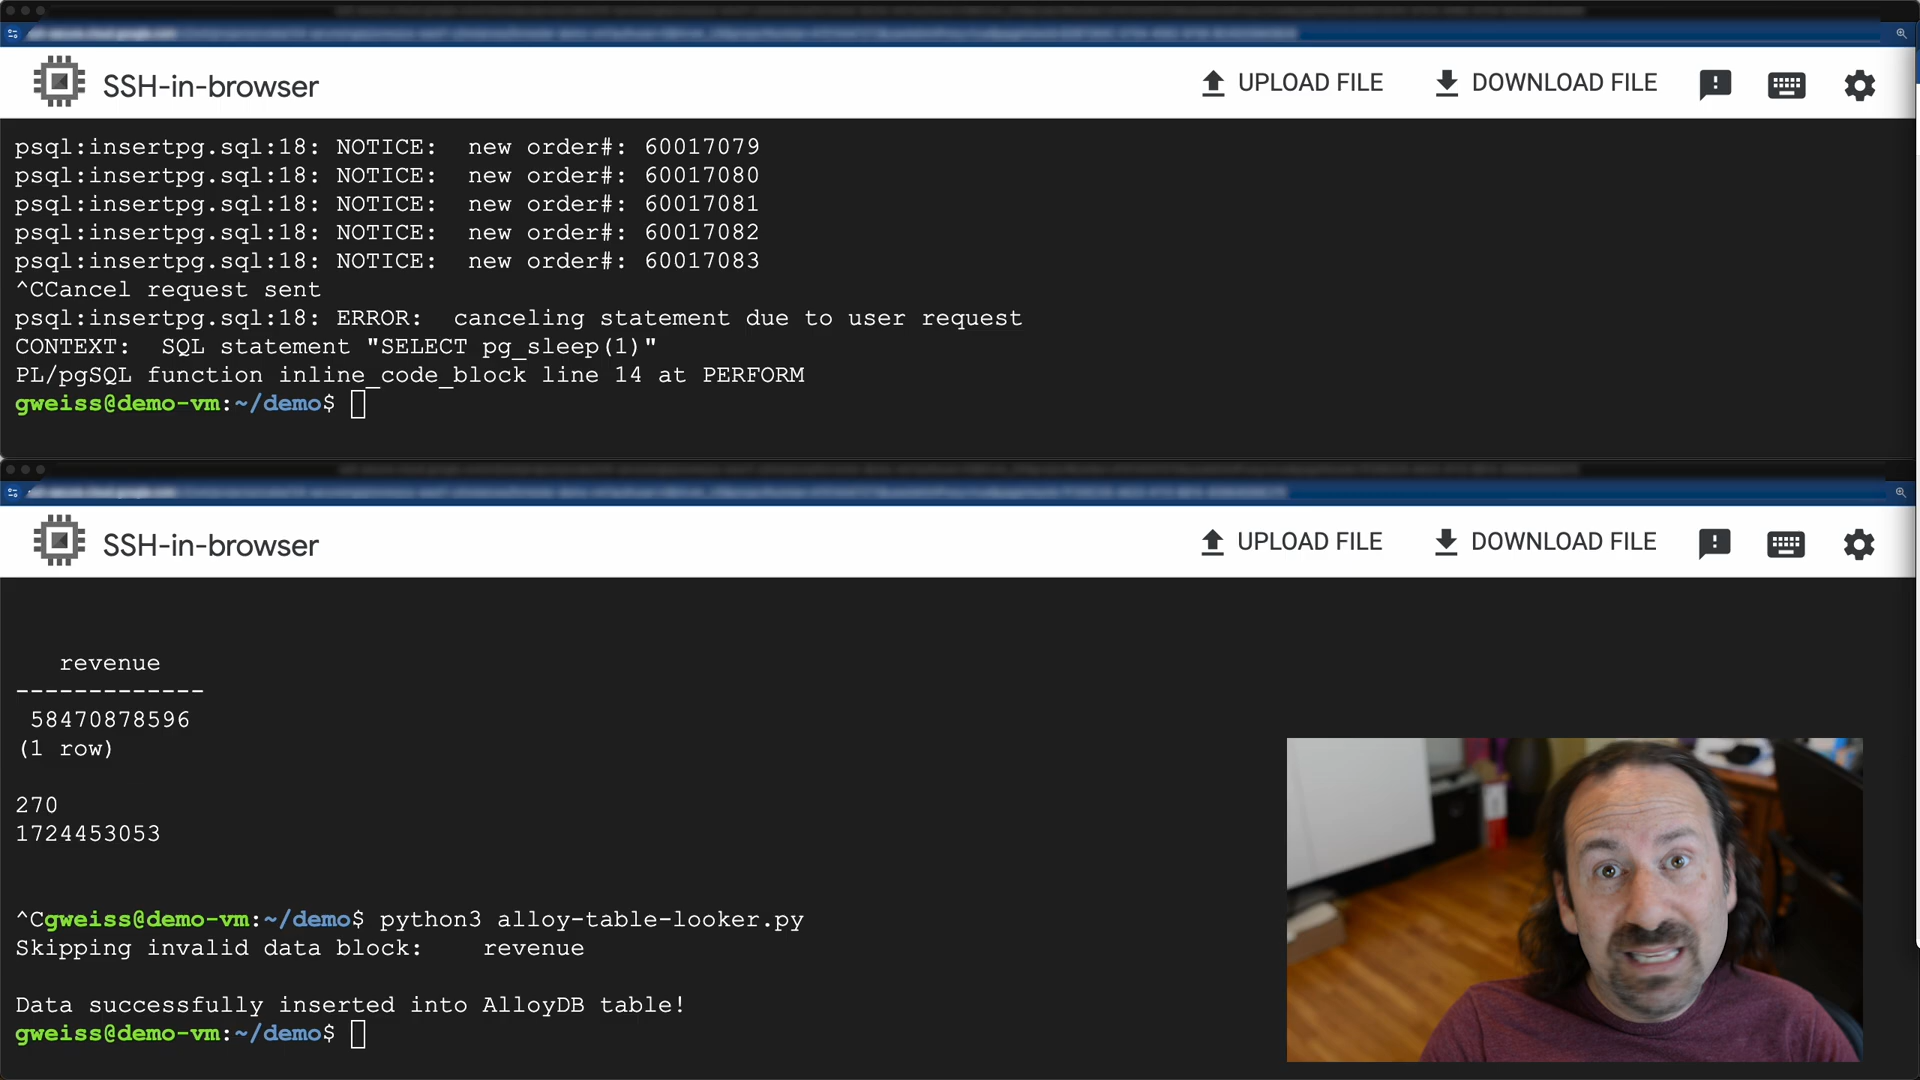 SSH-in-browser
UPLOAD FILE
DOWNLOAD FILE
psql:insertpg.sql:18: NOTICE:  new order#: 60017079
psql:insertpg.sql:18: NOTICE:  new order#: 60017080
psql:insertpg.sql:18: NOTICE:  new order#: 60017081
psql:insertpg.sql:18: NOTICE:  new order#: 60017082
psql:insertpg.sql:18: NOTICE:  new order#: 60017083
^CCancel request sent
psql:insertpg.sql:18: ERROR:  canceling statement due to user request
CONTEXT:  SQL statement "SELECT pg_sleep(1)"
PL/pgSQL function inline_code_block line 14 at PERFORM
gweiss@demo-vm:~/demo$
SSH-in-browser
UPLOAD FILE
DOWNLOAD FILE
revenue
-------------
58470878596
(1 row)
270
1724453053
^Cgweiss@demo-vm:~/demo$ python3 alloy-table-looker.py
Skipping invalid data block:    revenue
Data successfully inserted into AlloyDB table!
gweiss@demo-vm:~/demo$